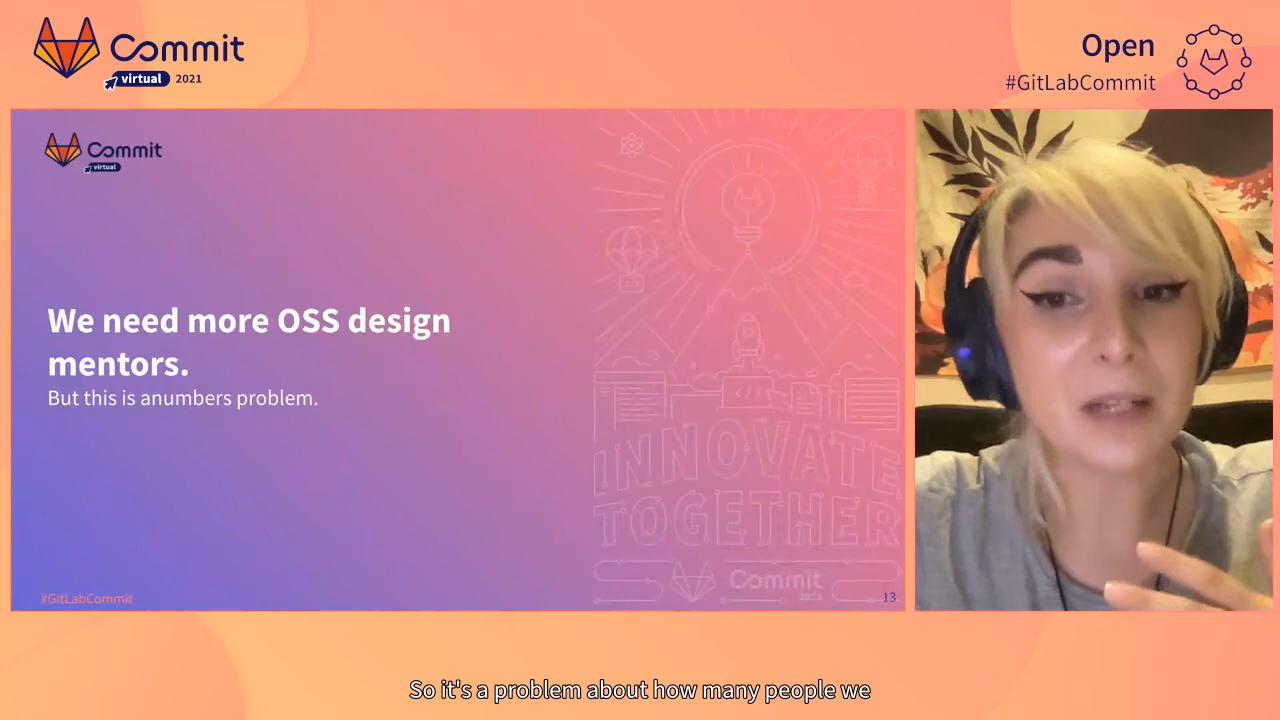 Commit
virtual 2021
Open
#GitLabCommit
Commit
virtual
We need more OSS design
mentors.
But this is anumbers problem.
INNOVATE
TOGETHER
Commit
2021
#GitLabCommit
13
So it's a problem about how many people we